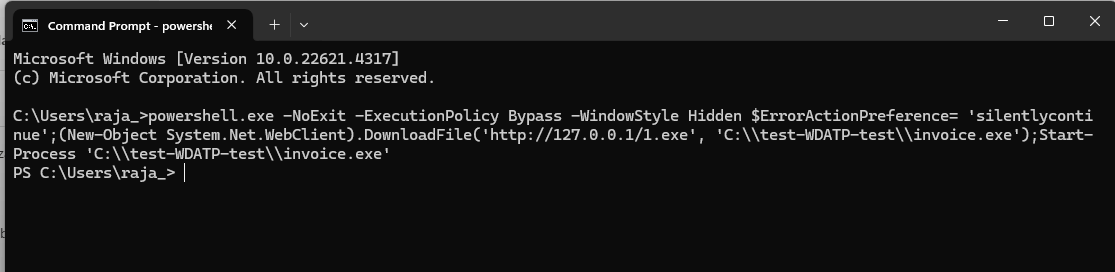 Command Prompt - powershe
Microsoft Windows [Version 10.0.22621.4317]
(c) Microsoft Corporation. All rights reserved.
C:\Users\raja_>powershell.exe -NoExit -ExecutionPolicy Bypass -WindowStyle Hidden $ErrorActionPreference= 'silentlyconti
nue';(New-Object System.Net.WebClient).DownloadFile('http://127.0.0.1/1.exe', 'C:\\test-WDATP-test\\invoice.exe');Start-
Process 'C:\\test-WDATP-test\\invoice.exe'
PS C:\Users\raja_>